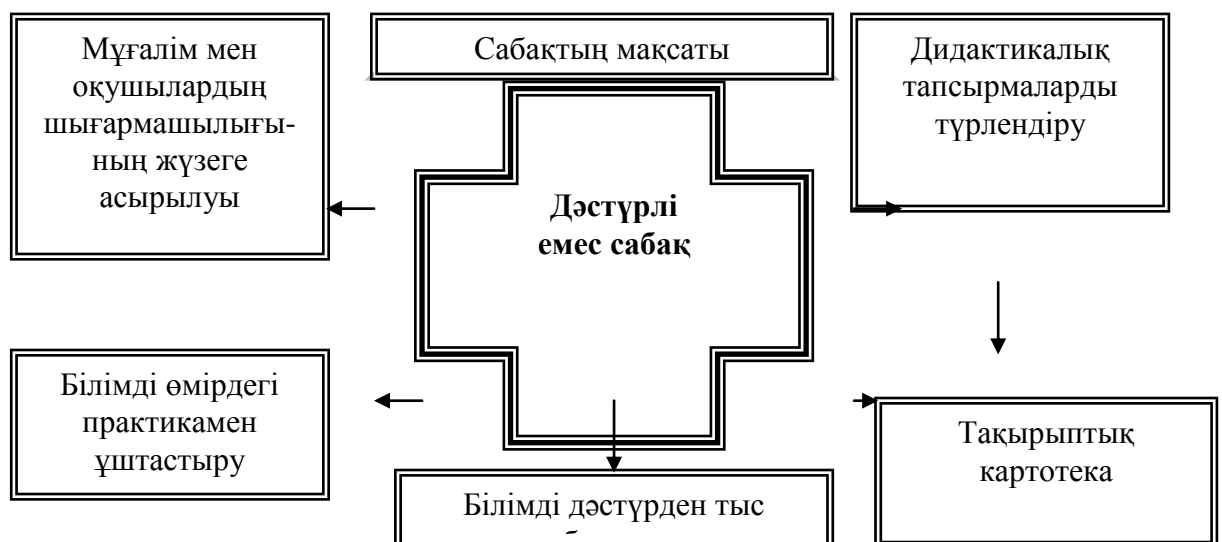 Мұғалім мен
оқушылардың
шығармашылығы-
ның жүзеге
асырылуы
Сабақтың мақсаты
Дидактикалық
тапсырмаларды
түрлендіру
Дәстүрлі
емес сабақ
Білімді өмірдегі
практикамен
ұштастыру
Білімді дәстүрден тыс
Тақырыптық
картотека